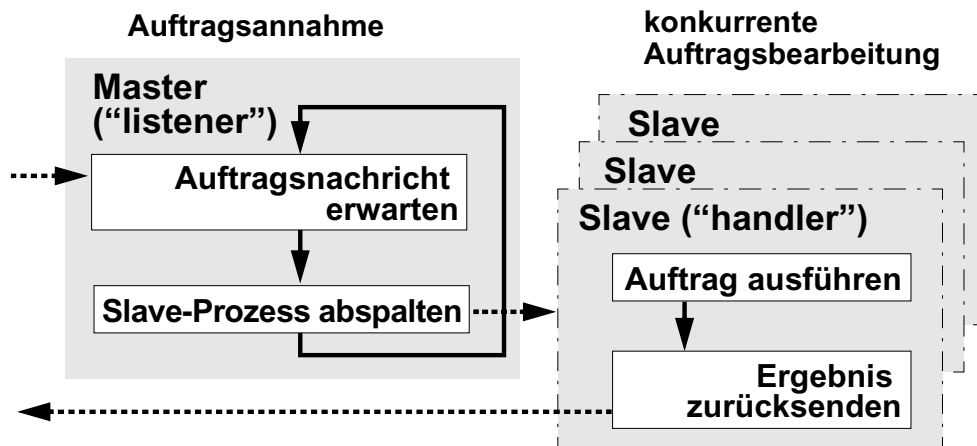 Auftragsannahme
konkurrente
Auftragsbearbeitung
Master
(“listener”)
Auftragsnachricht
erwarten
Slave-Prozess abspalten
Slave
Slave
Slave (“handler”)
Auftrag ausführen
Ergebnis
zurücksenden